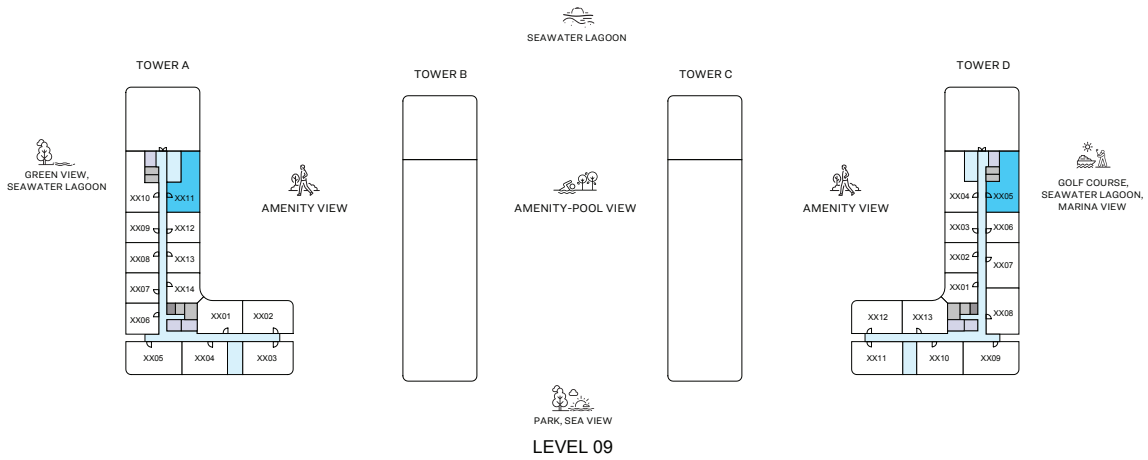 SEAWATER LAGOON
TOWER A
TOWER B
TOWER C
TOWER D
GREEN VIEW,
SEAWATER LAGOON
AMENITY VIEW
AMENITY-POOL VIEW
AMENITY VIEW
GOLF COURSE,
SEAWATER LAGOON,
MARINA VIEW
XX10
XX11
XX09
XX12
XX08
XX13
XX07
XX14
XX06
XX01
XX02
XX05
XX04
XX03
XX04
XX05
XX03
XX06
XX02
XX07
XX01
XX08
XX12
XX13
XX11
XX10
XX09
PARK, SEA VIEW
LEVEL 09